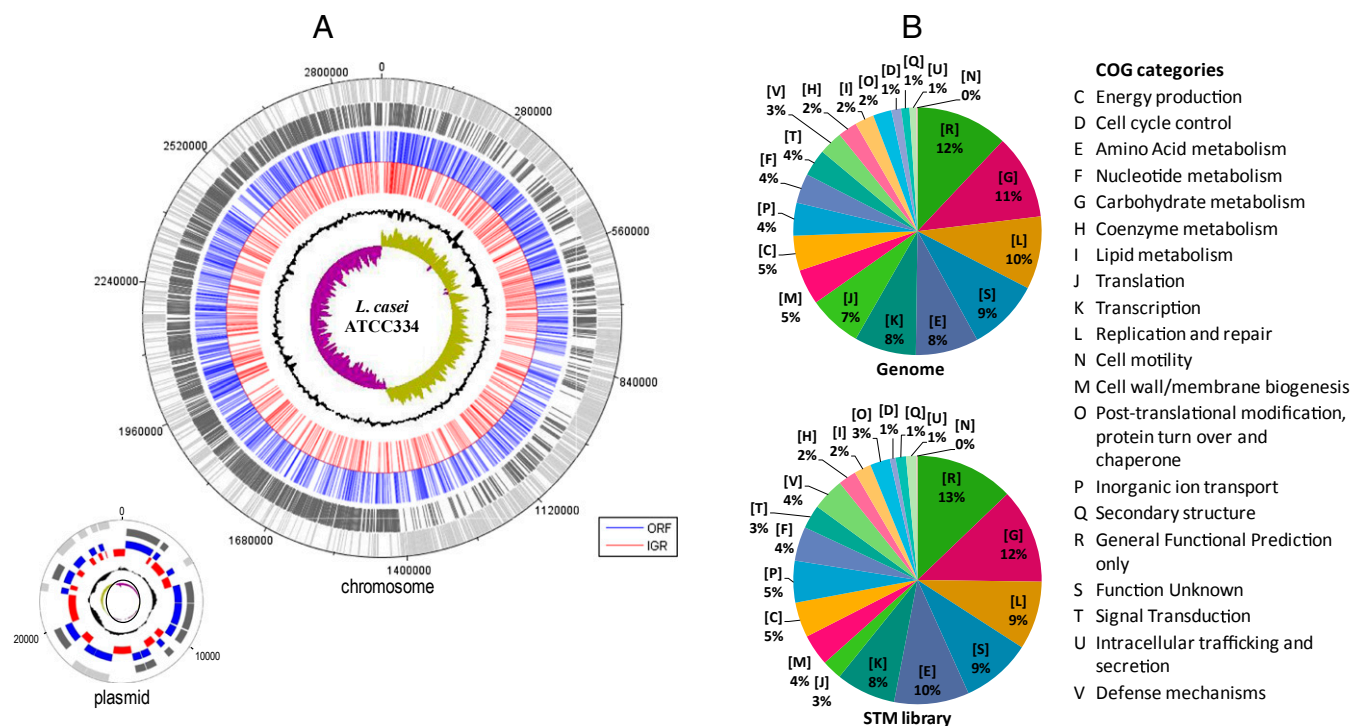 A
0
280000
560000
840000
1120000
1400000
1680000
1960000
2240000
2520000
2800000
L. casei
ATCC334
ORF
IGR
chromosome
0
10000
20000
plasmid
B
[R]
12%
[G]
11%
[L]
10%
[S]
9%
[E]
8%
[K]
8%
[J]
7%
[M]
5%
[C]
5%
[P]
4%
[F]
4%
[T]
4%
[V]
3%
[H]
2%
[I]
2%
[O]
2%
[D]
1%
[Q]
1%
[U]
1%
[N]
0%
Genome
[R]
13%
[G]
12%
[L]
9%
[S]
9%
[E]
10%
[K]
8%
[J]
3%
[M]
4%
[C]
5%
[P]
5%
[F]
4%
[T]
3%
[V]
4%
[H]
2%
[I]
2%
[O]
3%
[D]
1%
[Q]
1%
[U]
1%
[N]
0%
STM library
COG categories
C Energy production
D Cell cycle control
E Amino Acid metabolism
F Nucleotide metabolism
G Carbohydrate metabolism
H Coenzyme metabolism
I Lipid metabolism
J Translation
K Transcription
L Replication and repair
N Cell motility
M Cell wall/membrane biogenesis
O Post-translational modification,
protein turn over and
chaperone
P Inorganic ion transport
Q Secondary structure
R General Functional Prediction
only
S Function Unknown
T Signal Transduction
U Intracellular trafficking and
secretion
V Defense mechanisms